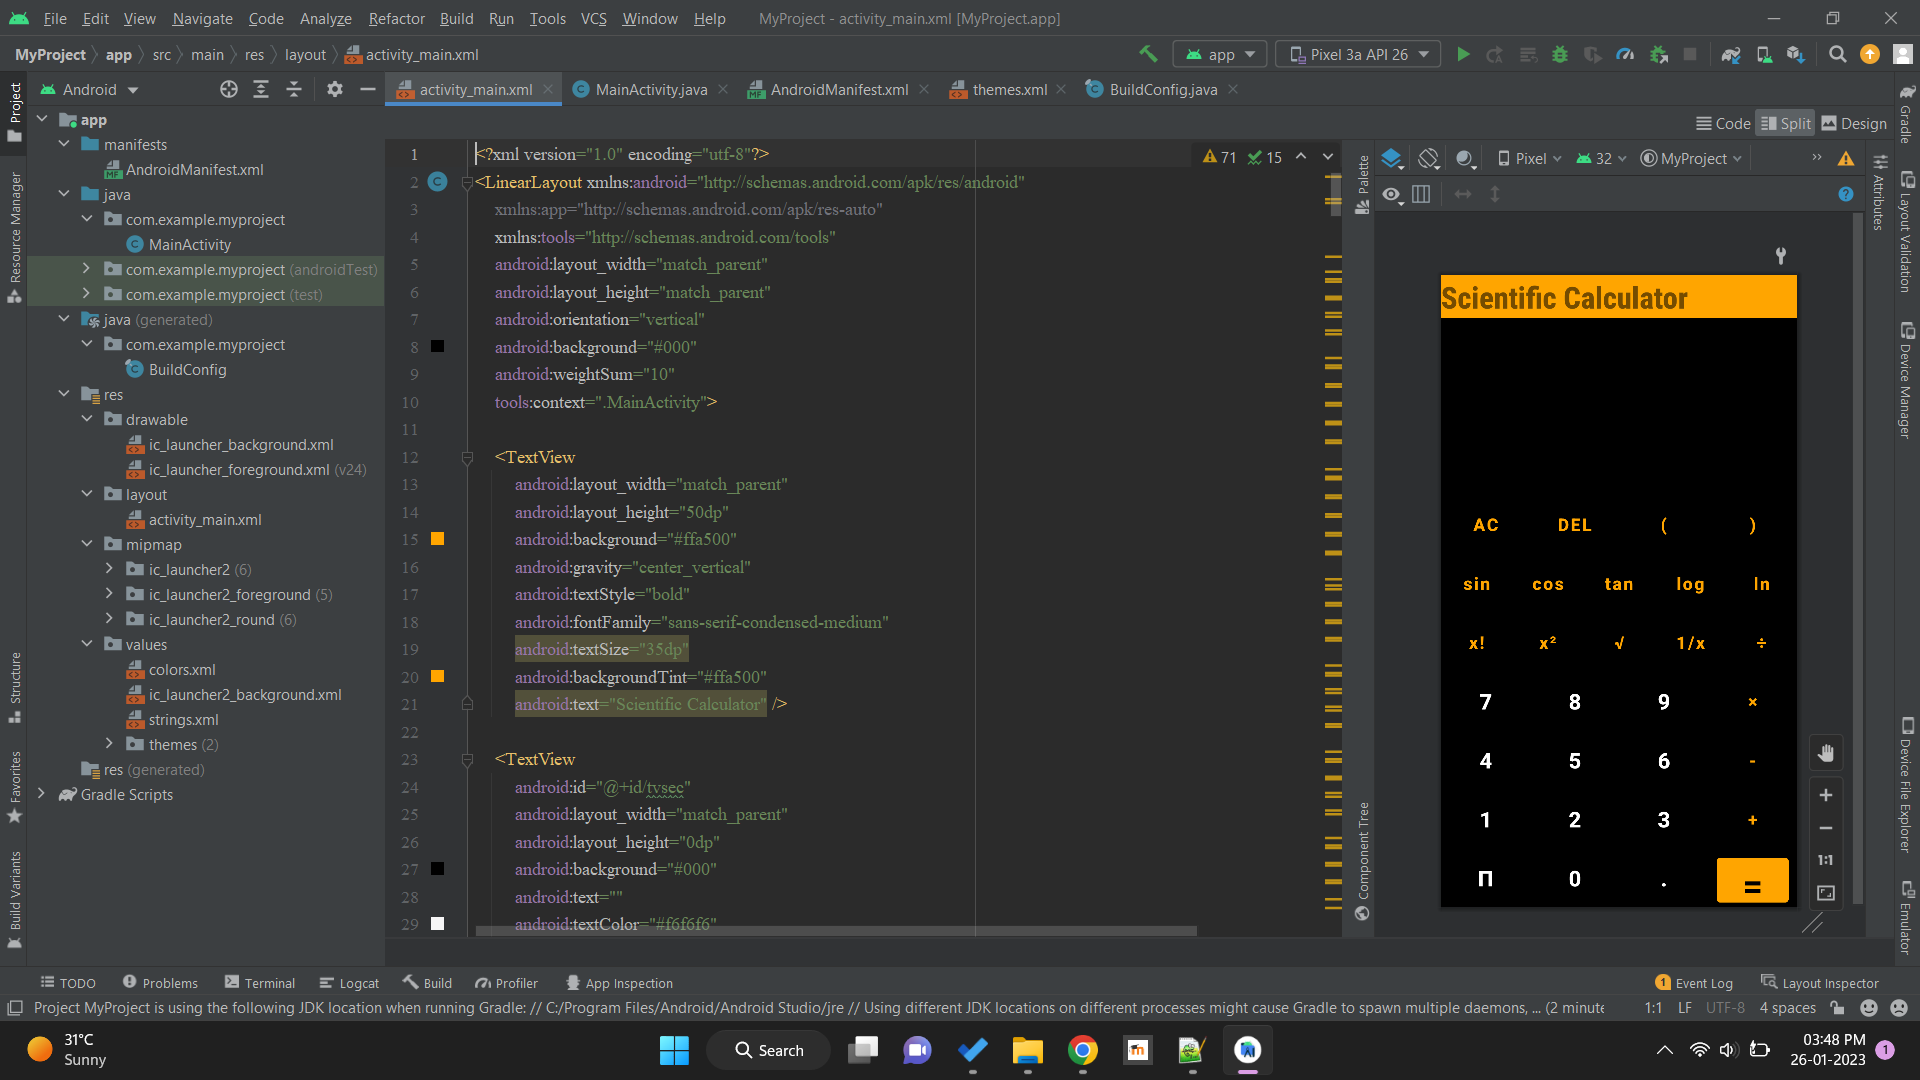 File Edit View Navigate Code Analyze Refactor Build Run Tools VCS Window Help MyProject - activity_main.xml [MyProject.app]
MyProject app src main res layout activity_main.xml app Pixel 3a API 26
Android activity_main.xml MainActivity.java AndroidManifest.xml themes.xml BuildConfig.java
Code Split Design
Project
Resource Manager
Structure
Favorites
Build Variants
app
manifests
AndroidManifest.xml
java
com.example.myproject
MainActivity
com.example.myproject (androidTest)
com.example.myproject (test)
java (generated)
com.example.myproject
BuildConfig
res
drawable
ic_launcher_background.xml
ic_launcher_foreground.xml (v24)
layout
activity_main.xml
mipmap
ic_launcher2 (6)
ic_launcher2_foreground (5)
ic_launcher2_round (6)
values
colors.xml
ic_launcher2_background.xml
strings.xml
themes (2)
res (generated)
Gradle Scripts
1 <?xml version="1.0" encoding="utf-8"?>
2 <LinearLayout xmlns:android="http://schemas.android.com/apk/res/android"
3 xmlns:app="http://schemas.android.com/apk/res-auto"
4 xmlns:tools="http://schemas.android.com/tools"
5 android:layout_width="match_parent"
6 android:layout_height="match_parent"
7 android:orientation="vertical"
8 android:background="#000"
9 android:weightSum="10"
10 tools:context=".MainActivity">
11
12 <TextView
13 android:layout_width="match_parent"
14 android:layout_height="50dp"
15 android:background="#ffa500"
16 android:gravity="center_vertical"
17 android:textStyle="bold"
18 android:fontFamily="sans-serif-condensed-medium"
19 android:textSize="35dp"
20 android:backgroundTint="#ffa500"
21 android:text="Scientific Calculator" />
22
23 <TextView
24 android:id="@+id/tvsec"
25 android:layout_width="match_parent"
26 android:layout_height="0dp"
27 android:background="#000"
28 android:text=""
29 android:textColor="#f6f6f6"
71 15
Palette
Component Tree
Pixel 32 MyProject
Scientific Calculator
AC DEL ( )
sin cos tan log ln
x! x² √ 1/x ÷
7 8 9 ×
4 5 6 -
1 2 3 +
Π 0 . =
1:1
Attributes
Gradle
Layout Validation
Device Manager
Device File Explorer
Emulator
TODO Problems Terminal Logcat Build Profiler App Inspection 1 Event Log Layout Inspector
Project MyProject is using the following JDK location when running Gradle: // C:/Program Files/Android/Android Studio/jre // Using different JDK locations on different processes might cause Gradle to spawn multiple daemons, ... (2 minute 1:1 LF UTF-8 4 spaces
31°C
Sunny
Search
m
03:48 PM
26-01-2023
1